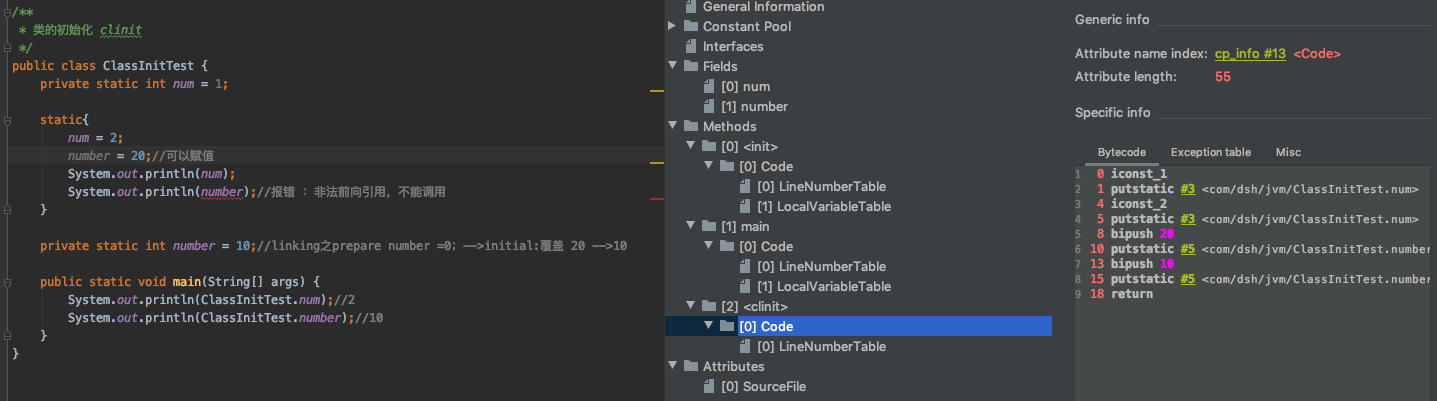 /**
* 类的初始化 clinit
*/
public class ClassInitTest {
private static int num = 1;
static{
num = 2;
number = 20;//可以赋值
System.out.println(num);
System.out.println(number);//报错 : 非法前向引用，不能调用
}
private static int number = 10;//linking之prepare number =0; -->initial:覆盖 20 -->10
public static void main(String[] args) {
System.out.println(ClassInitTest.num);//2
System.out.println(ClassInitTest.number);//10
}
}
General Information
Constant Pool
Interfaces
Fields
[0] num
[1] number
Methods
[0] <init>
[0] Code
[0] LineNumberTable
[1] LocalVariableTable
[1] main
[0] Code
[0] LineNumberTable
[1] LocalVariableTable
[2] <clinit>
[0] Code
[0] LineNumberTable
Attributes
[0] SourceFile
Generic info
Attribute name index: cp_info #13 <Code>
Attribute length: 55
Specific info
Bytecode Exception table Misc
1 0 iconst_1
2 1 putstatic #3 <com/dsh/jvm/ClassInitTest.num>
3 4 iconst_2
4 5 putstatic #3 <com/dsh/jvm/ClassInitTest.num>
5 8 bipush 20
6 10 putstatic #5 <com/dsh/jvm/ClassInitTest.number
7 13 bipush 10
8 15 putstatic #5 <com/dsh/jvm/ClassInitTest.number
9 18 return